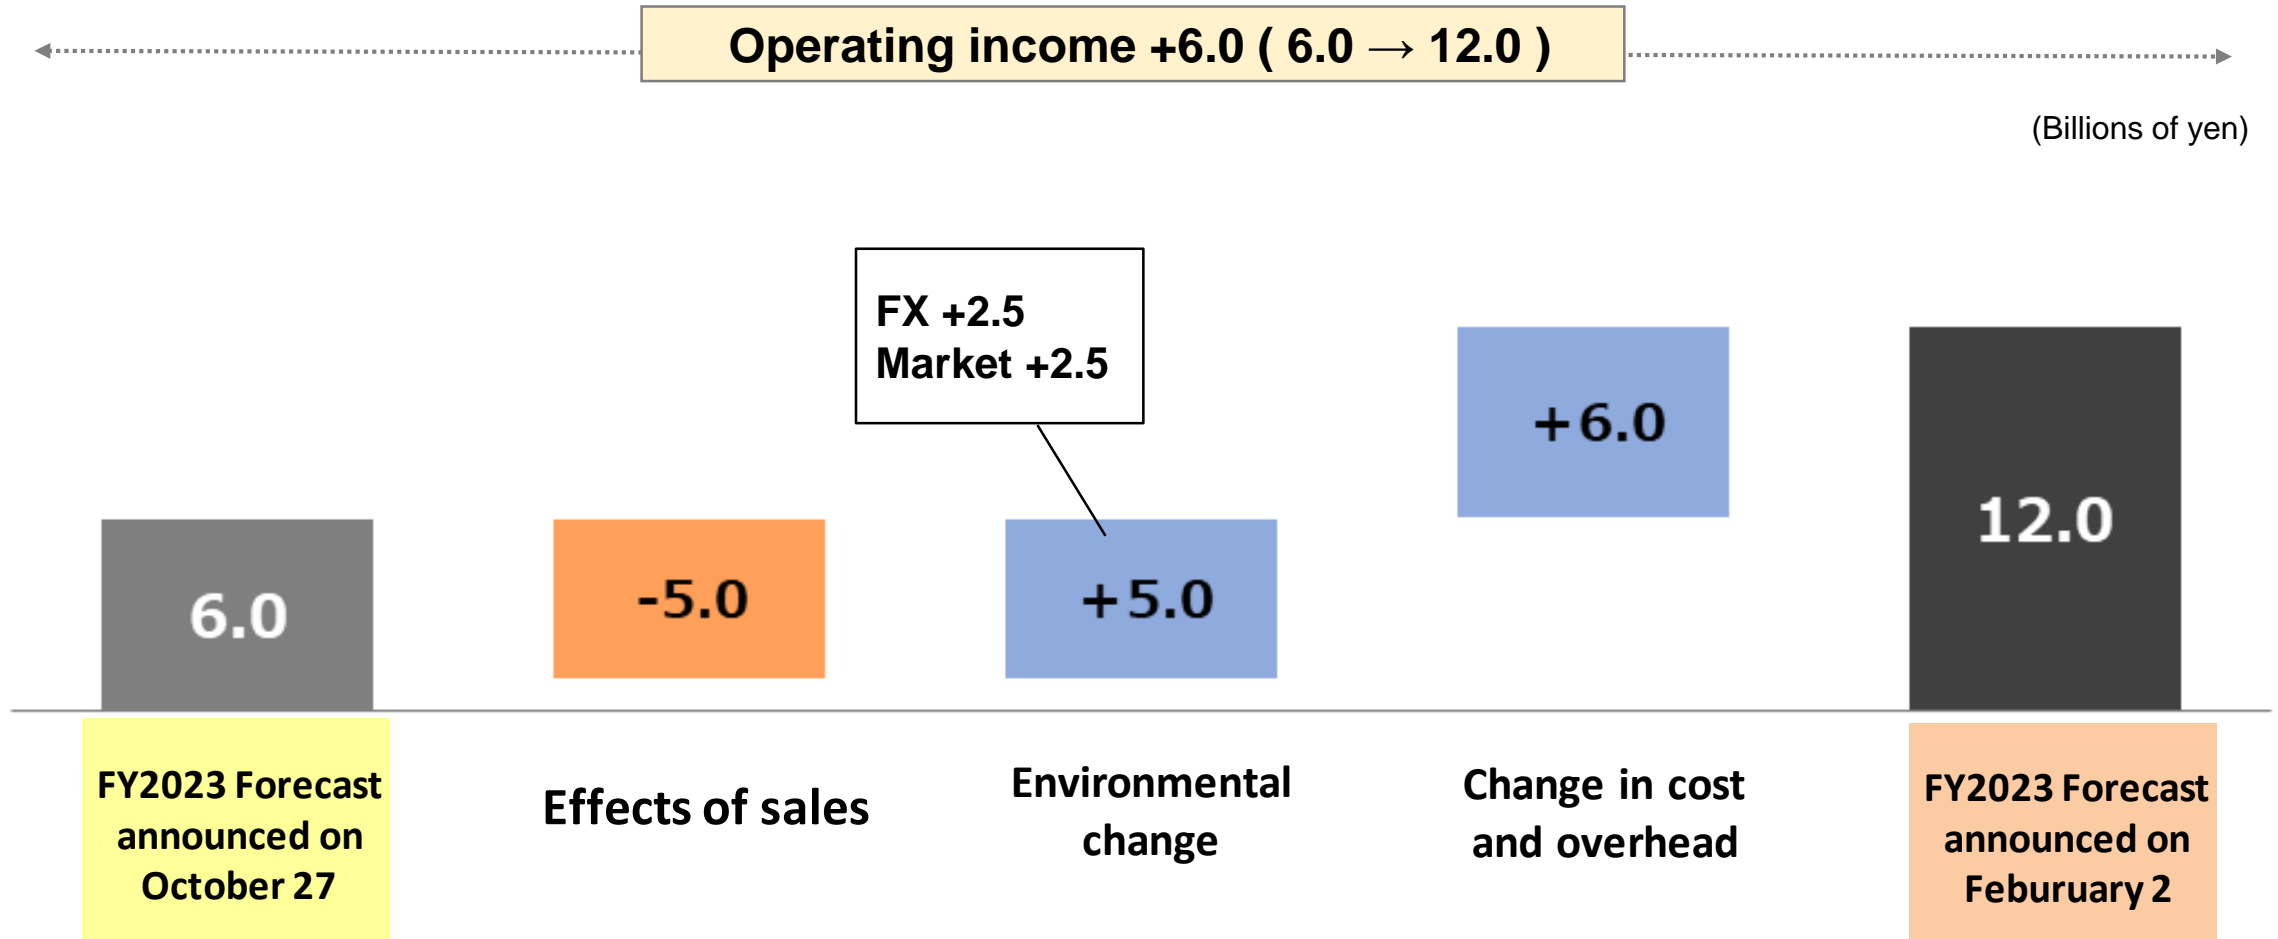 Operating income +6.0 ( 6.0 → 12.0 )
(Billions of yen)
FX +2.5
Market +2.5
6.0
-5.0
+5.0
+6.0
12.0
FY2023 Forecast
announced on
October 27
Effects of sales
Environmental
change
Change in cost
and overhead
FY2023 Forecast
announced on
Feburuary 2